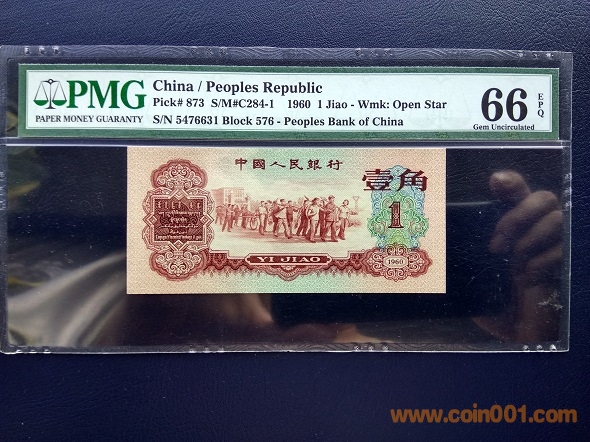 PMG
PAPER MONEY GUARANTY
China / Peoples Republic
Pick# 873 S/M#C284-1 1960 1 Jiao - Wmk: Open Star
S/N 5476631 Block 576 - Peoples Bank of China
66 EPQ
Gem Uncirculated
中國人民銀行
壹角
1
YI JIAO
1960
www.coin001.com